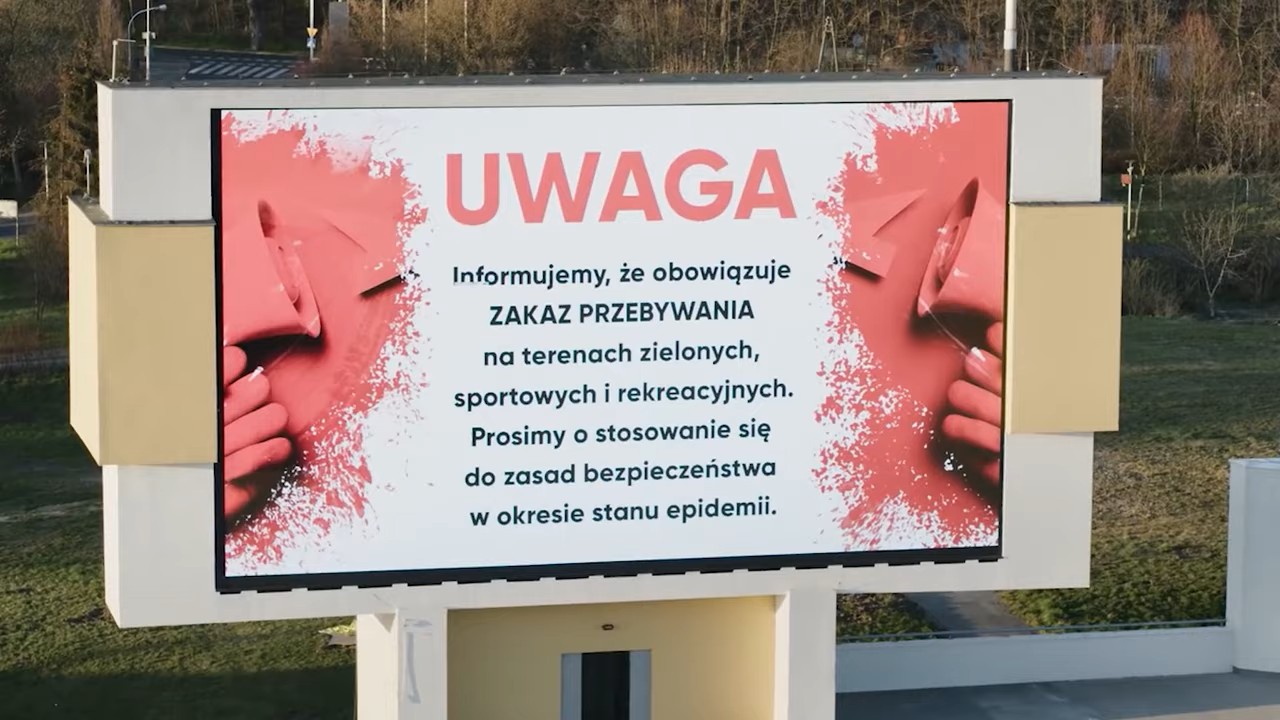 UWAGA
Informujemy, że obowiązuje
ZAKAZ PRZEBYWANIA
na terenach zielonych,
sportowych i rekreacyjnych.
Prosimy o stosowanie się
do zasad bezpieczeństwa
w okresie stanu epidemii.